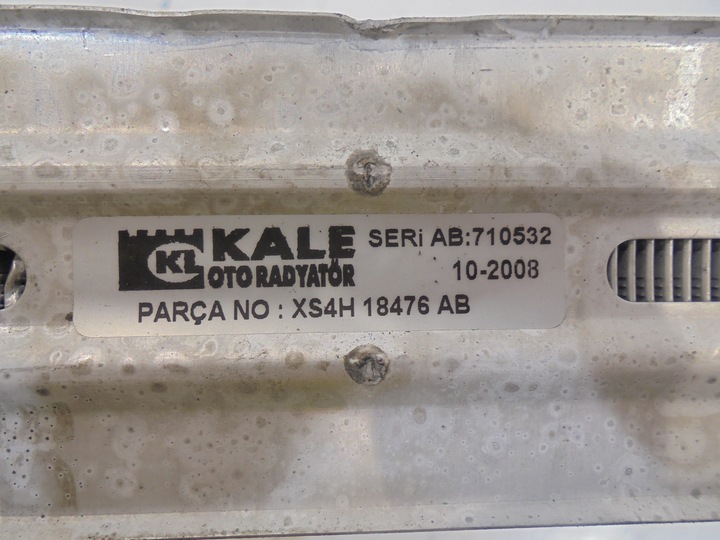 KL KALE
OTO RADYATÖR
SERi AB:710532
10-2008
PARÇA NO : XS4H 18476 AB